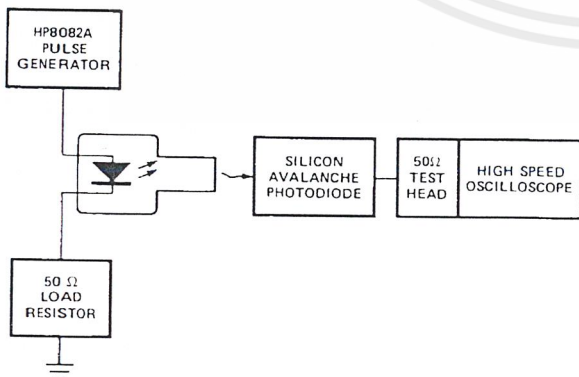 HP8082A
PULSE
GENERATOR
SILICON
AVALANCHE
PHOTODIODE
50Ω
TEST
HEAD
HIGH SPEED
OSCILLOSCOPE
50 Ω
LOAD
RESISTOR